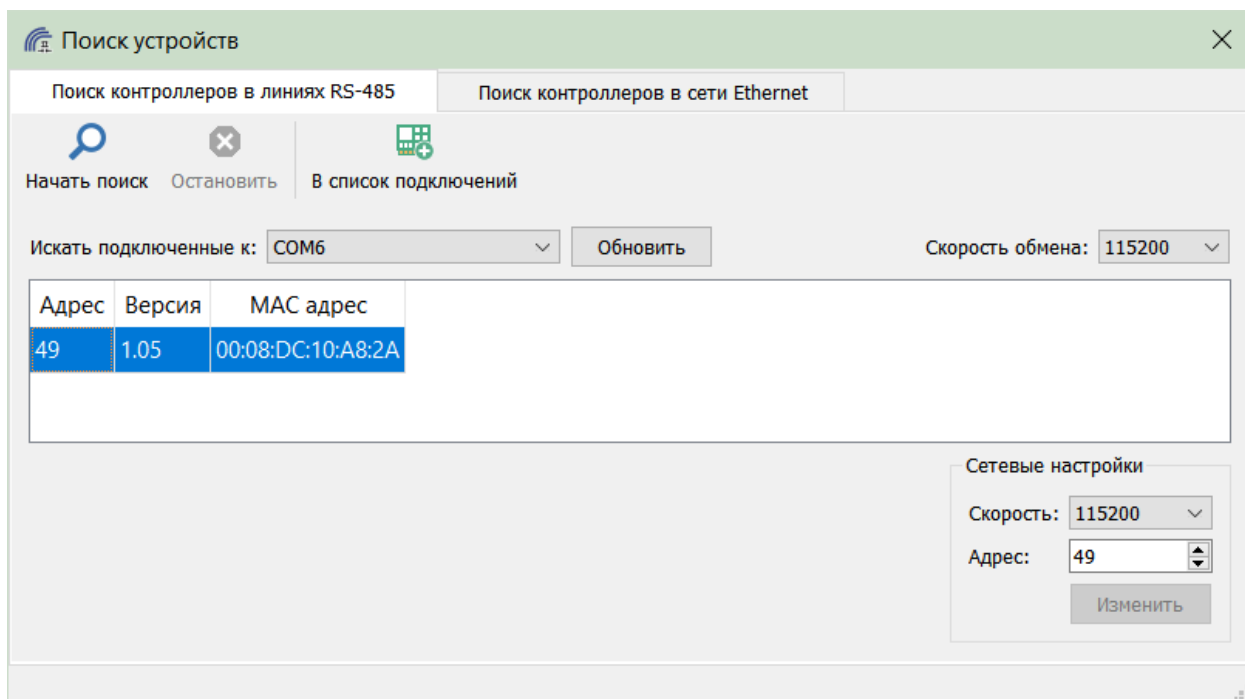 Поиск устройств
Поиск контроллеров в линиях RS-485 Поиск контроллеров в сети Ethernet
Начать поиск Остановить В список подключений
Искать подключенные к: COM6 Обновить Скорость обмена: 115200
Адрес Версия MAC адрес
49 1.05 00:08:DC:10:A8:2A
Сетевые настройки
Скорость: 115200
Адрес: 49
Изменить